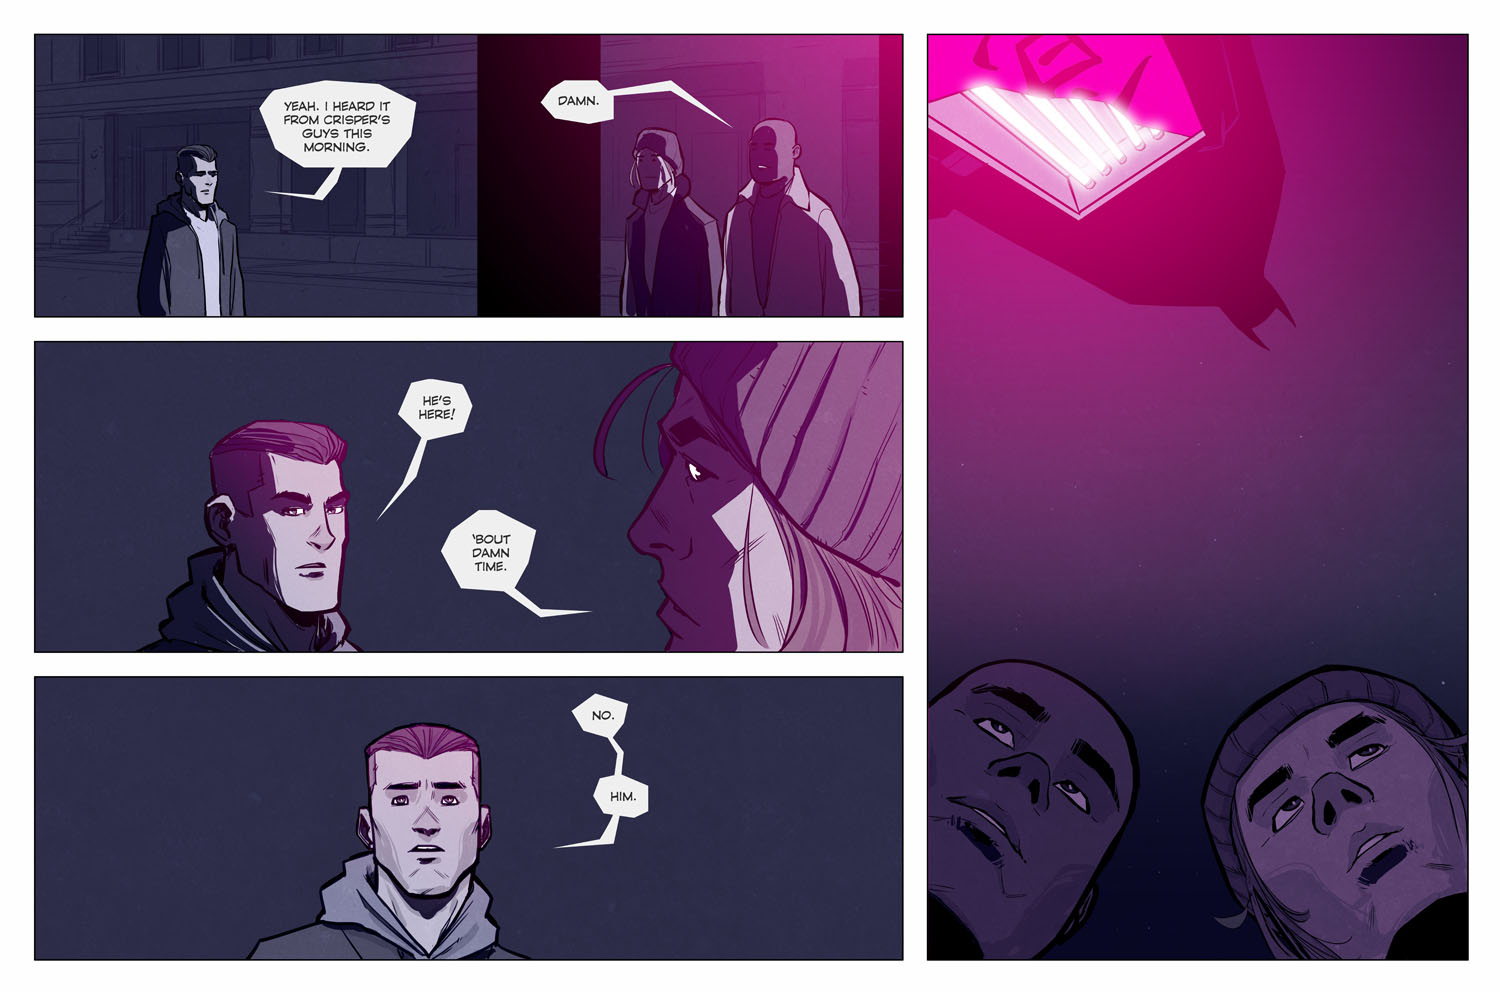 YEAH. I HEARD IT
FROM CRISPER'S
GUYS THIS
MORNING.
DAMN.
HE'S
HERE!
'BOUT
DAMN
TIME.
NO.
HIM.